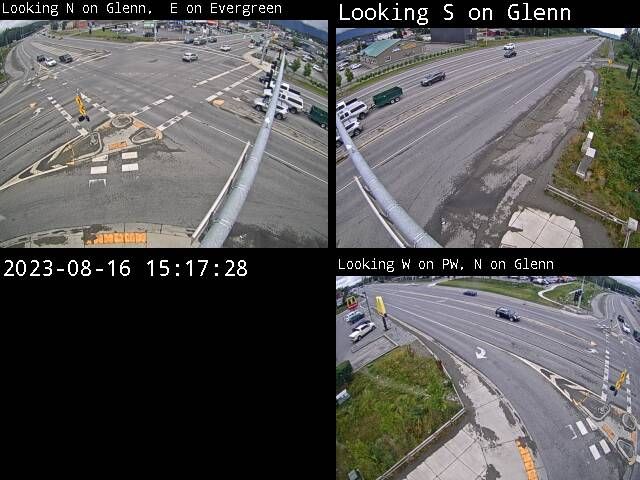 Looking N on Glenn,  E on Evergreen
Looking S on Glenn
2023-08-16 15:17:28
Looking W on PW, N on Glenn